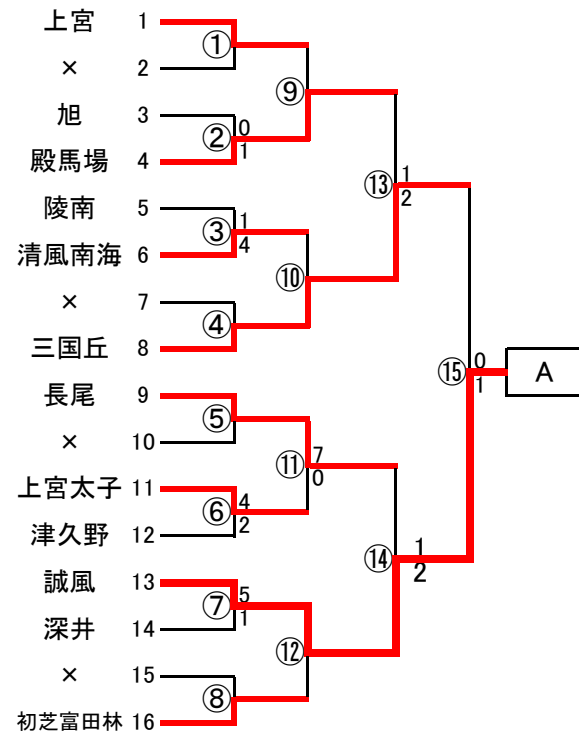 上宮 1
①
× 2
⑨
旭 3
② 0
1
殿馬場 4
⑬ 1
2
陵南 5
③ 1
4
清風南海 6
⑩
× 7
④
三国丘 8
⑮ 0
1
A
長尾 9
⑤
× 10
⑪ 7
0
上宮太子 11
⑥ 4
2
津久野 12
⑭ 1
2
誠風 13
⑦ 5
1
深井 14
⑫
× 15
⑧
初芝富田林 16